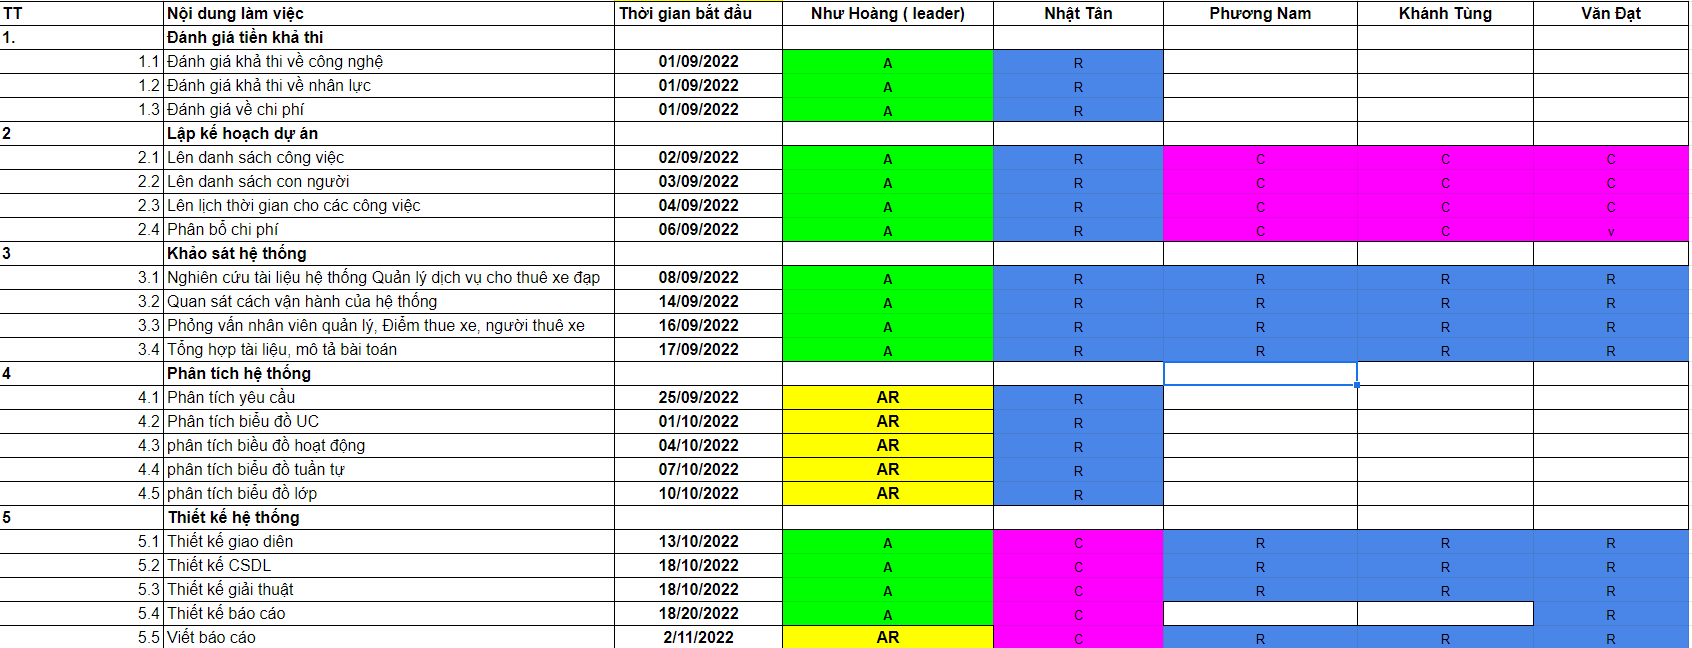 TT Nội dung làm việc Thời gian bắt đầu Như Hoàng ( leader) Nhật Tân Phương Nam Khánh Tùng Văn Đạt
1. Đánh giá tiền khả thi
1.1 Đánh giá khả thi về công nghệ 01/09/2022 A R
1.2 Đánh giá khả thi về nhân lực 01/09/2022 A R
1.3 Đánh giá về chi phí 01/09/2022 A R
2 Lập kế hoạch dự án
2.1 Lên danh sách công việc 02/09/2022 A R C C C
2.2 Lên danh sách con người 03/09/2022 A R C C C
2.3 Lên lịch thời gian cho các công việc 04/09/2022 A R C C C
2.4 Phân bổ chi phí 06/09/2022 A R C C v
3 Khảo sát hệ thống
3.1 Nghiên cứu tài liệu hệ thống Quản lý dịch vụ cho thuê xe đạp 08/09/2022 A R R R R
3.2 Quan sát cách vận hành của hệ thống 14/09/2022 A R R R R
3.3 Phỏng vấn nhân viên quản lý, Điểm thue xe, người thuê xe 16/09/2022 A R R R R
3.4 Tổng hợp tài liệu, mô tả bài toán 17/09/2022 A R R R R
4 Phân tích hệ thống
4.1 Phân tích yêu cầu 25/09/2022 AR R
4.2 Phân tích biểu đồ UC 01/10/2022 AR R
4.3 phân tích biều đồ hoạt động 04/10/2022 AR R
4.4 phân tích biểu đồ tuần tự 07/10/2022 AR R
4.5 phân tích biểu đồ lớp 10/10/2022 AR R
5 Thiết kế hệ thống
5.1 Thiết kế giao diên 13/10/2022 A C R R R
5.2 Thiết kế CSDL 18/10/2022 A C R R R
5.3 Thiết kế giải thuật 18/10/2022 A C R R R
5.4 Thiết kế báo cáo 18/20/2022 A C R
5.5 Viết báo cáo 2/11/2022 AR C R R R